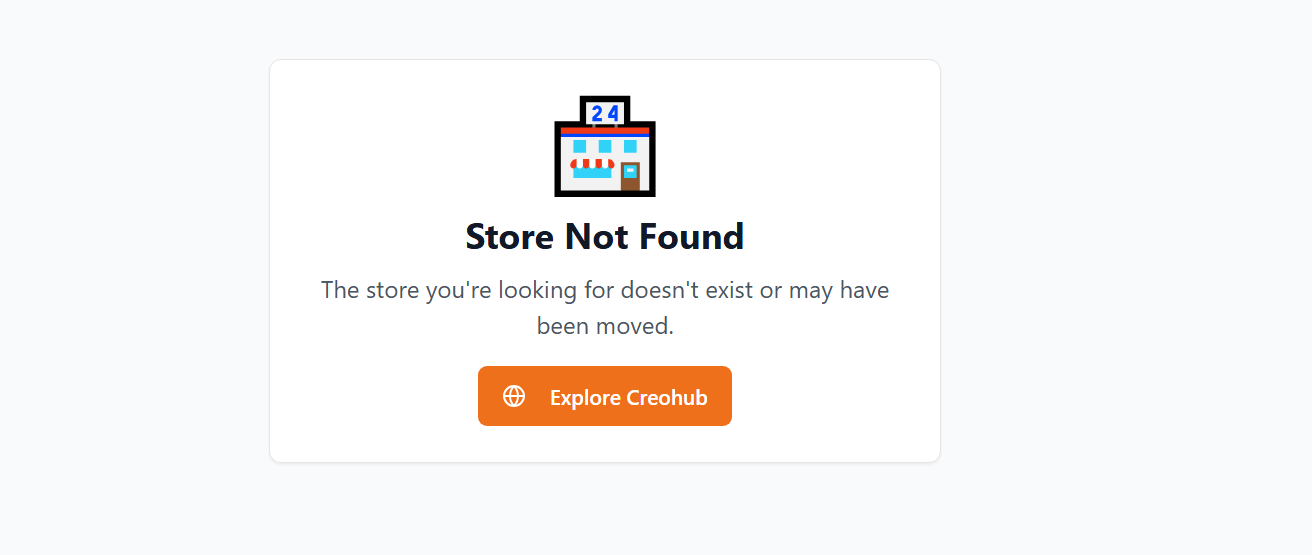 24
Store Not Found
The store you're looking for doesn't exist or may have
been moved.
Explore Creohub